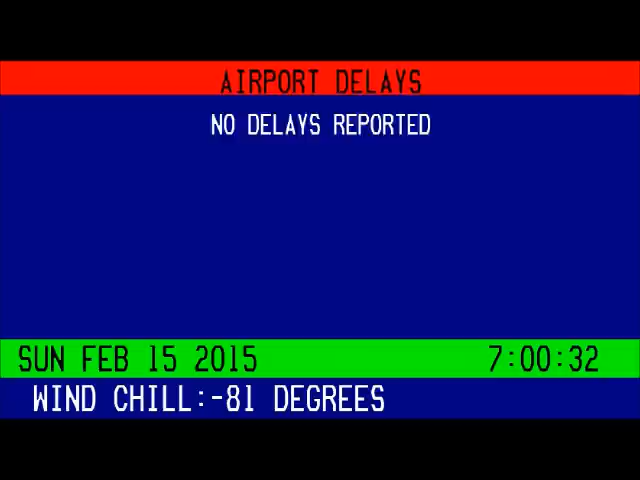 AIRPORT DELAYS
NO DELAYS REPORTED
SUN FEB 15 2015 7:00:32
WIND CHILL:-81 DEGREES